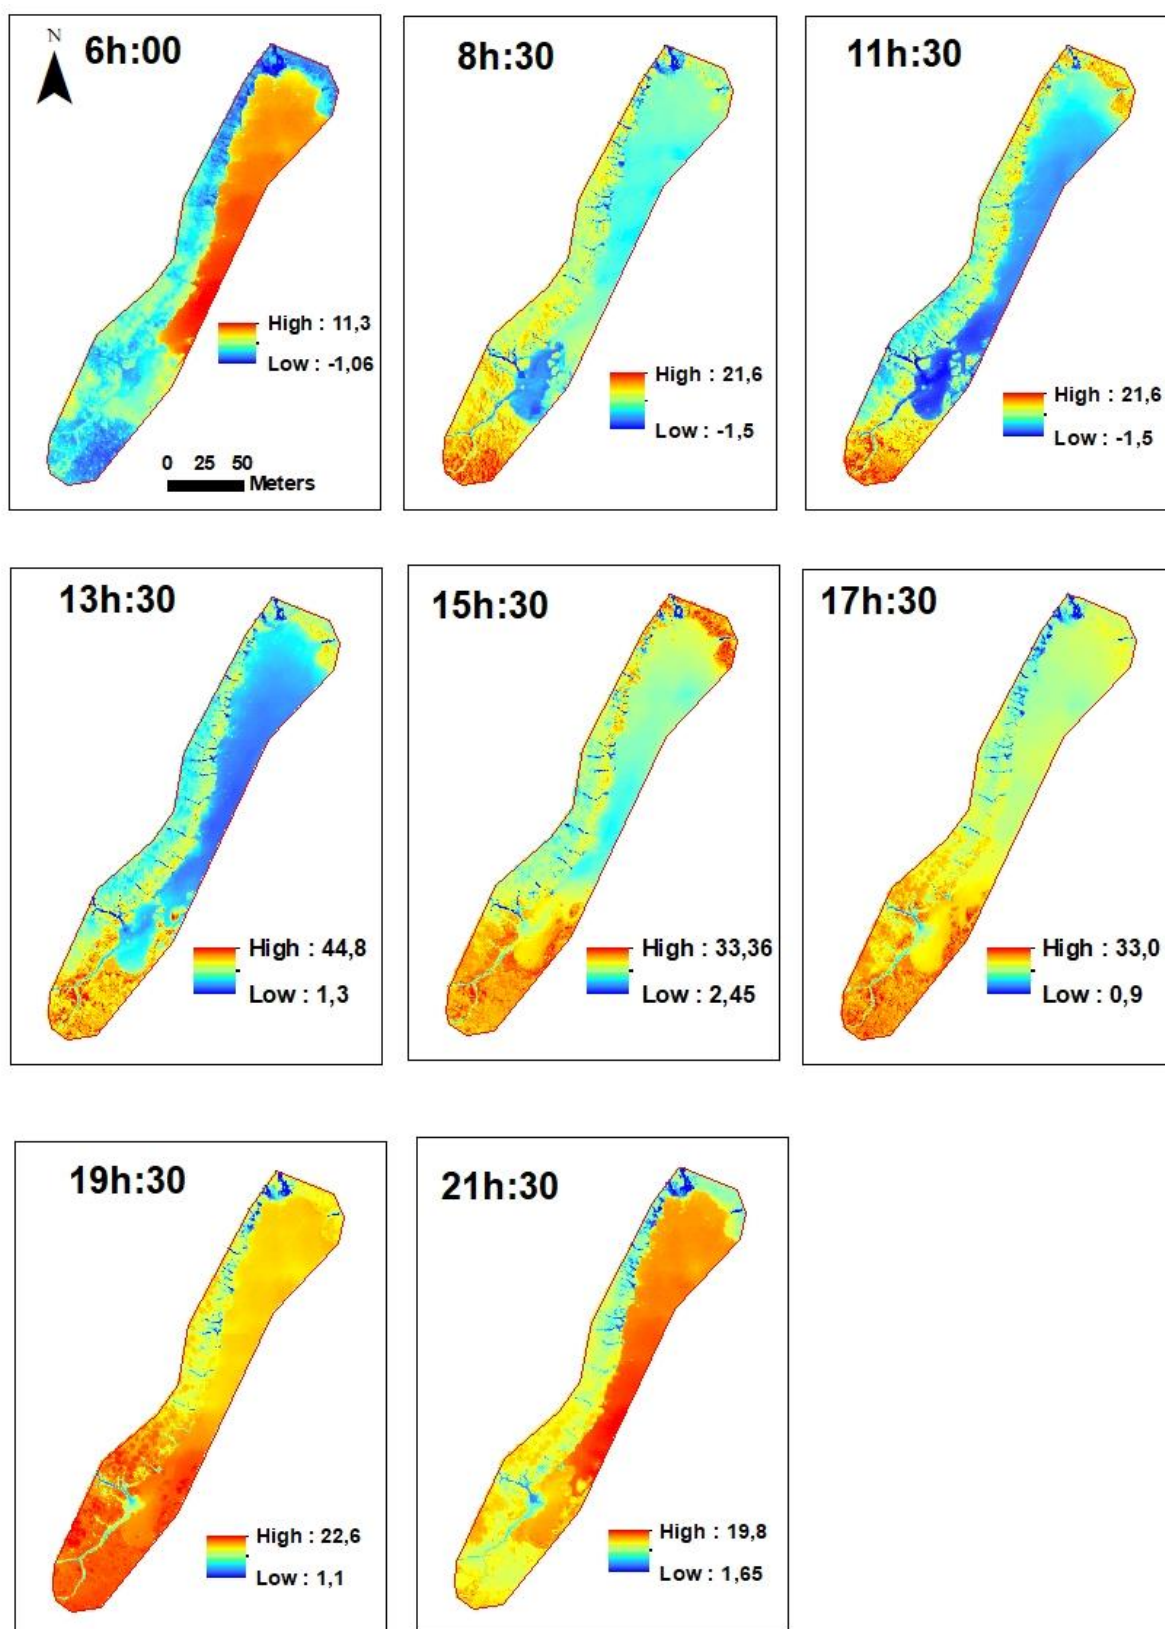 N
6h:00
High : 11,3
Low : -1,06
0 25 50
Meters
8h:30
High : 21,6
Low : -1,5
11h:30
High : 21,6
Low : -1,5
13h:30
High : 44,8
Low : 1,3
15h:30
High : 33,36
Low : 2,45
17h:30
High : 33,0
Low : 0,9
19h:30
High : 22,6
Low : 1,1
21h:30
High : 19,8
Low : 1,65